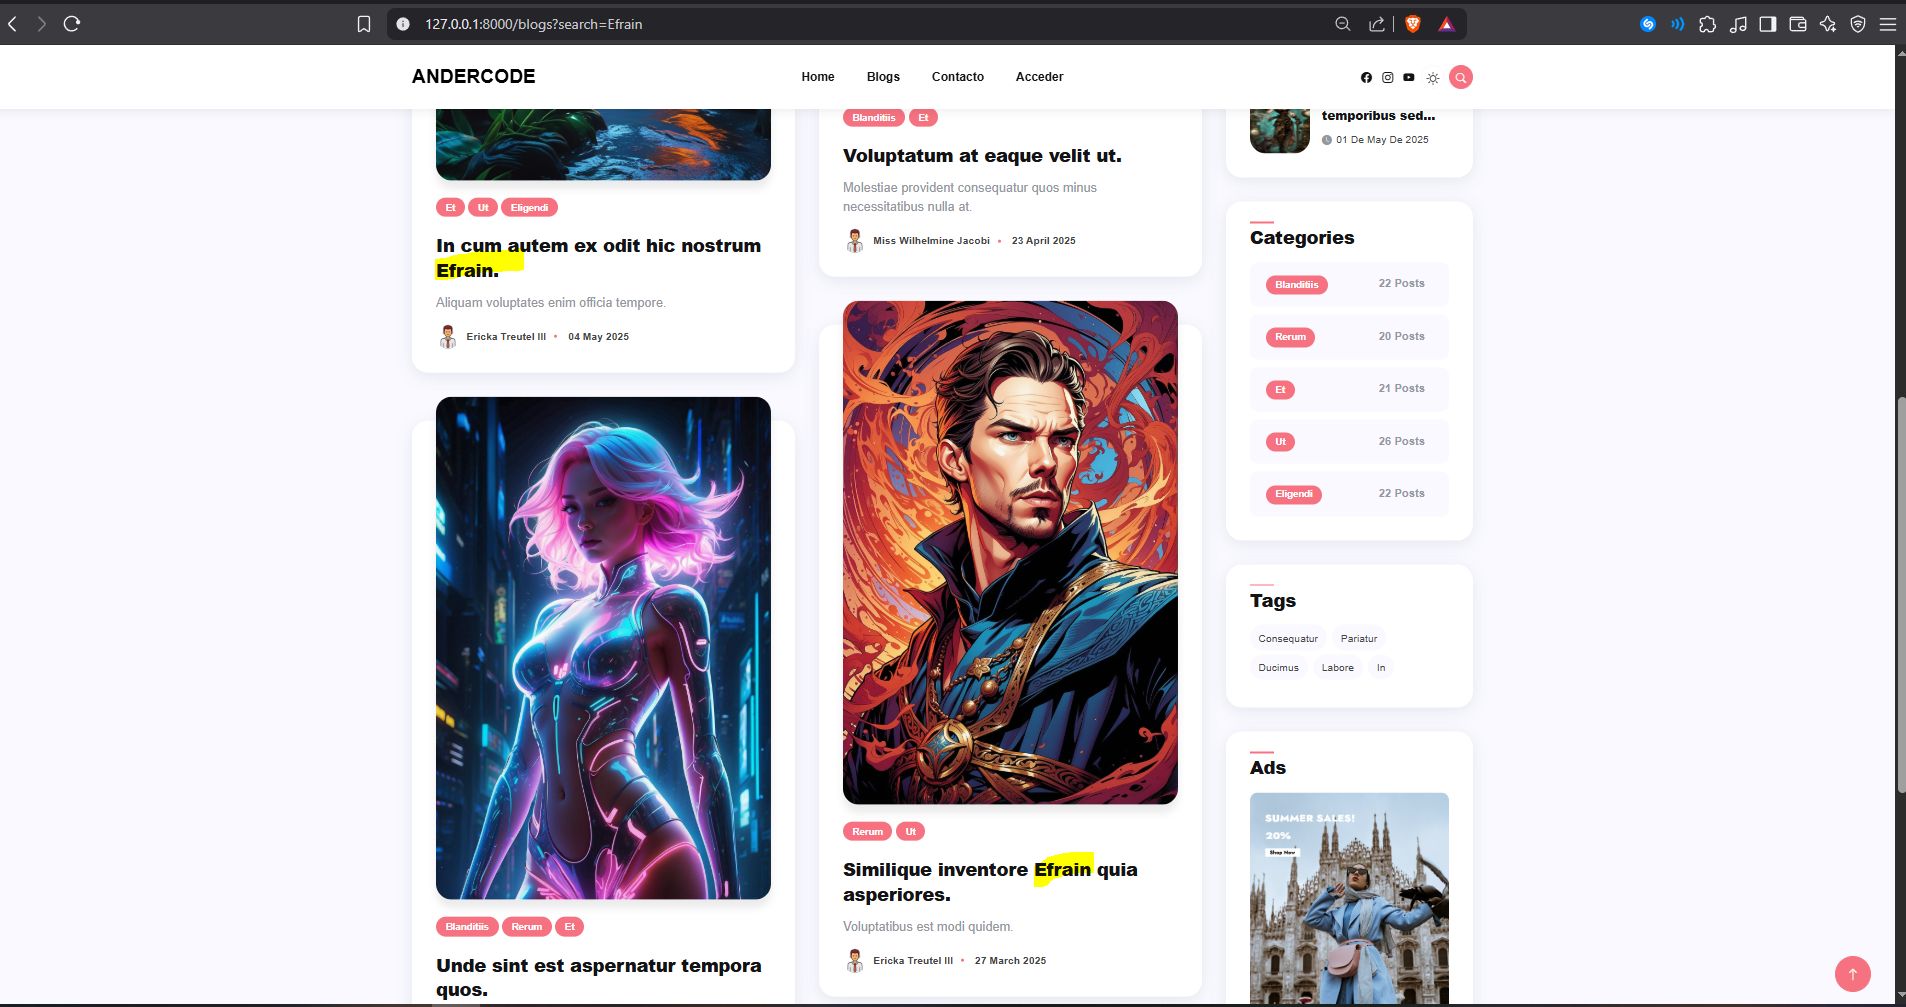 127.0.0.1:8000/blogs?search=Efrain
ANDERCODE
Home
Blogs
Contacto
Acceder
Et
Ut
Eligendi
In cum autem ex odit hic nostrum
Efrain.
Aliquam voluptates enim officia tempore.
Ericka Treutel III • 04 May 2025
Blanditiis
Rerum
Et
Unde sint est aspernatur tempora
quos.
Blanditiis
Et
Voluptatum at eaque velit ut.
Molestiae provident consequatur quos minus
necessitatibus nulla at.
Miss Wilhelmine Jacobi • 23 April 2025
Rerum
Ut
Similique inventore Efrain quia
asperiores.
Voluptatibus est modi quidem.
Ericka Treutel III • 27 March 2025
temporibus sed...
01 De May De 2025
Categories
Blanditiis 22 Posts
Rerum 20 Posts
Et 21 Posts
Ut 26 Posts
Eligendi 22 Posts
Tags
Consequatur
Pariatur
Ducimus
Labore
In
Ads
SUMMER SALES!
20%
Shop Now